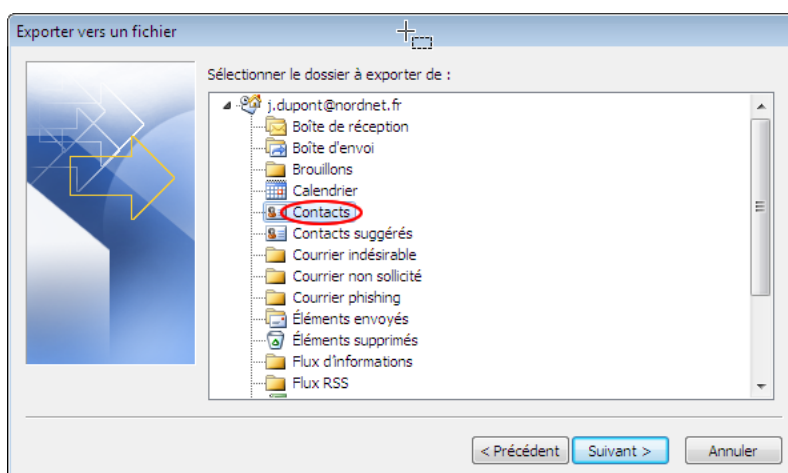 Exporter vers un fichier
Sélectionner le dossier à exporter de :
j.dupont@nordnet.fr
Boîte de réception
Boîte d'envoi
Brouillons
Calendrier
Contacts
Contacts suggérés
Courrier indésirable
Courrier non sollicité
Courrier phishing
Éléments envoyés
Éléments supprimés
Flux d'informations
Flux RSS
< Précédent Suivant > Annuler